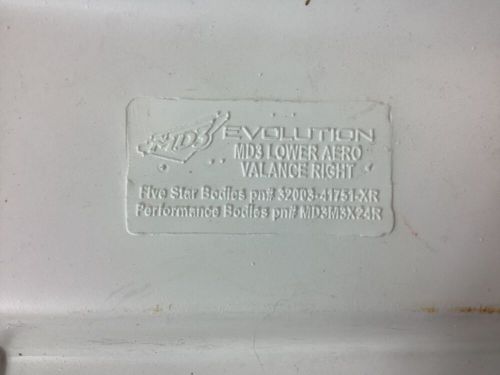 MD3 EVOLUTION
MD3 LOWER AERO
VALANCE RIGHT
Five Star Bodies pn# 32003-41751-XR
Performance Bodies pn# MD3M3X24R